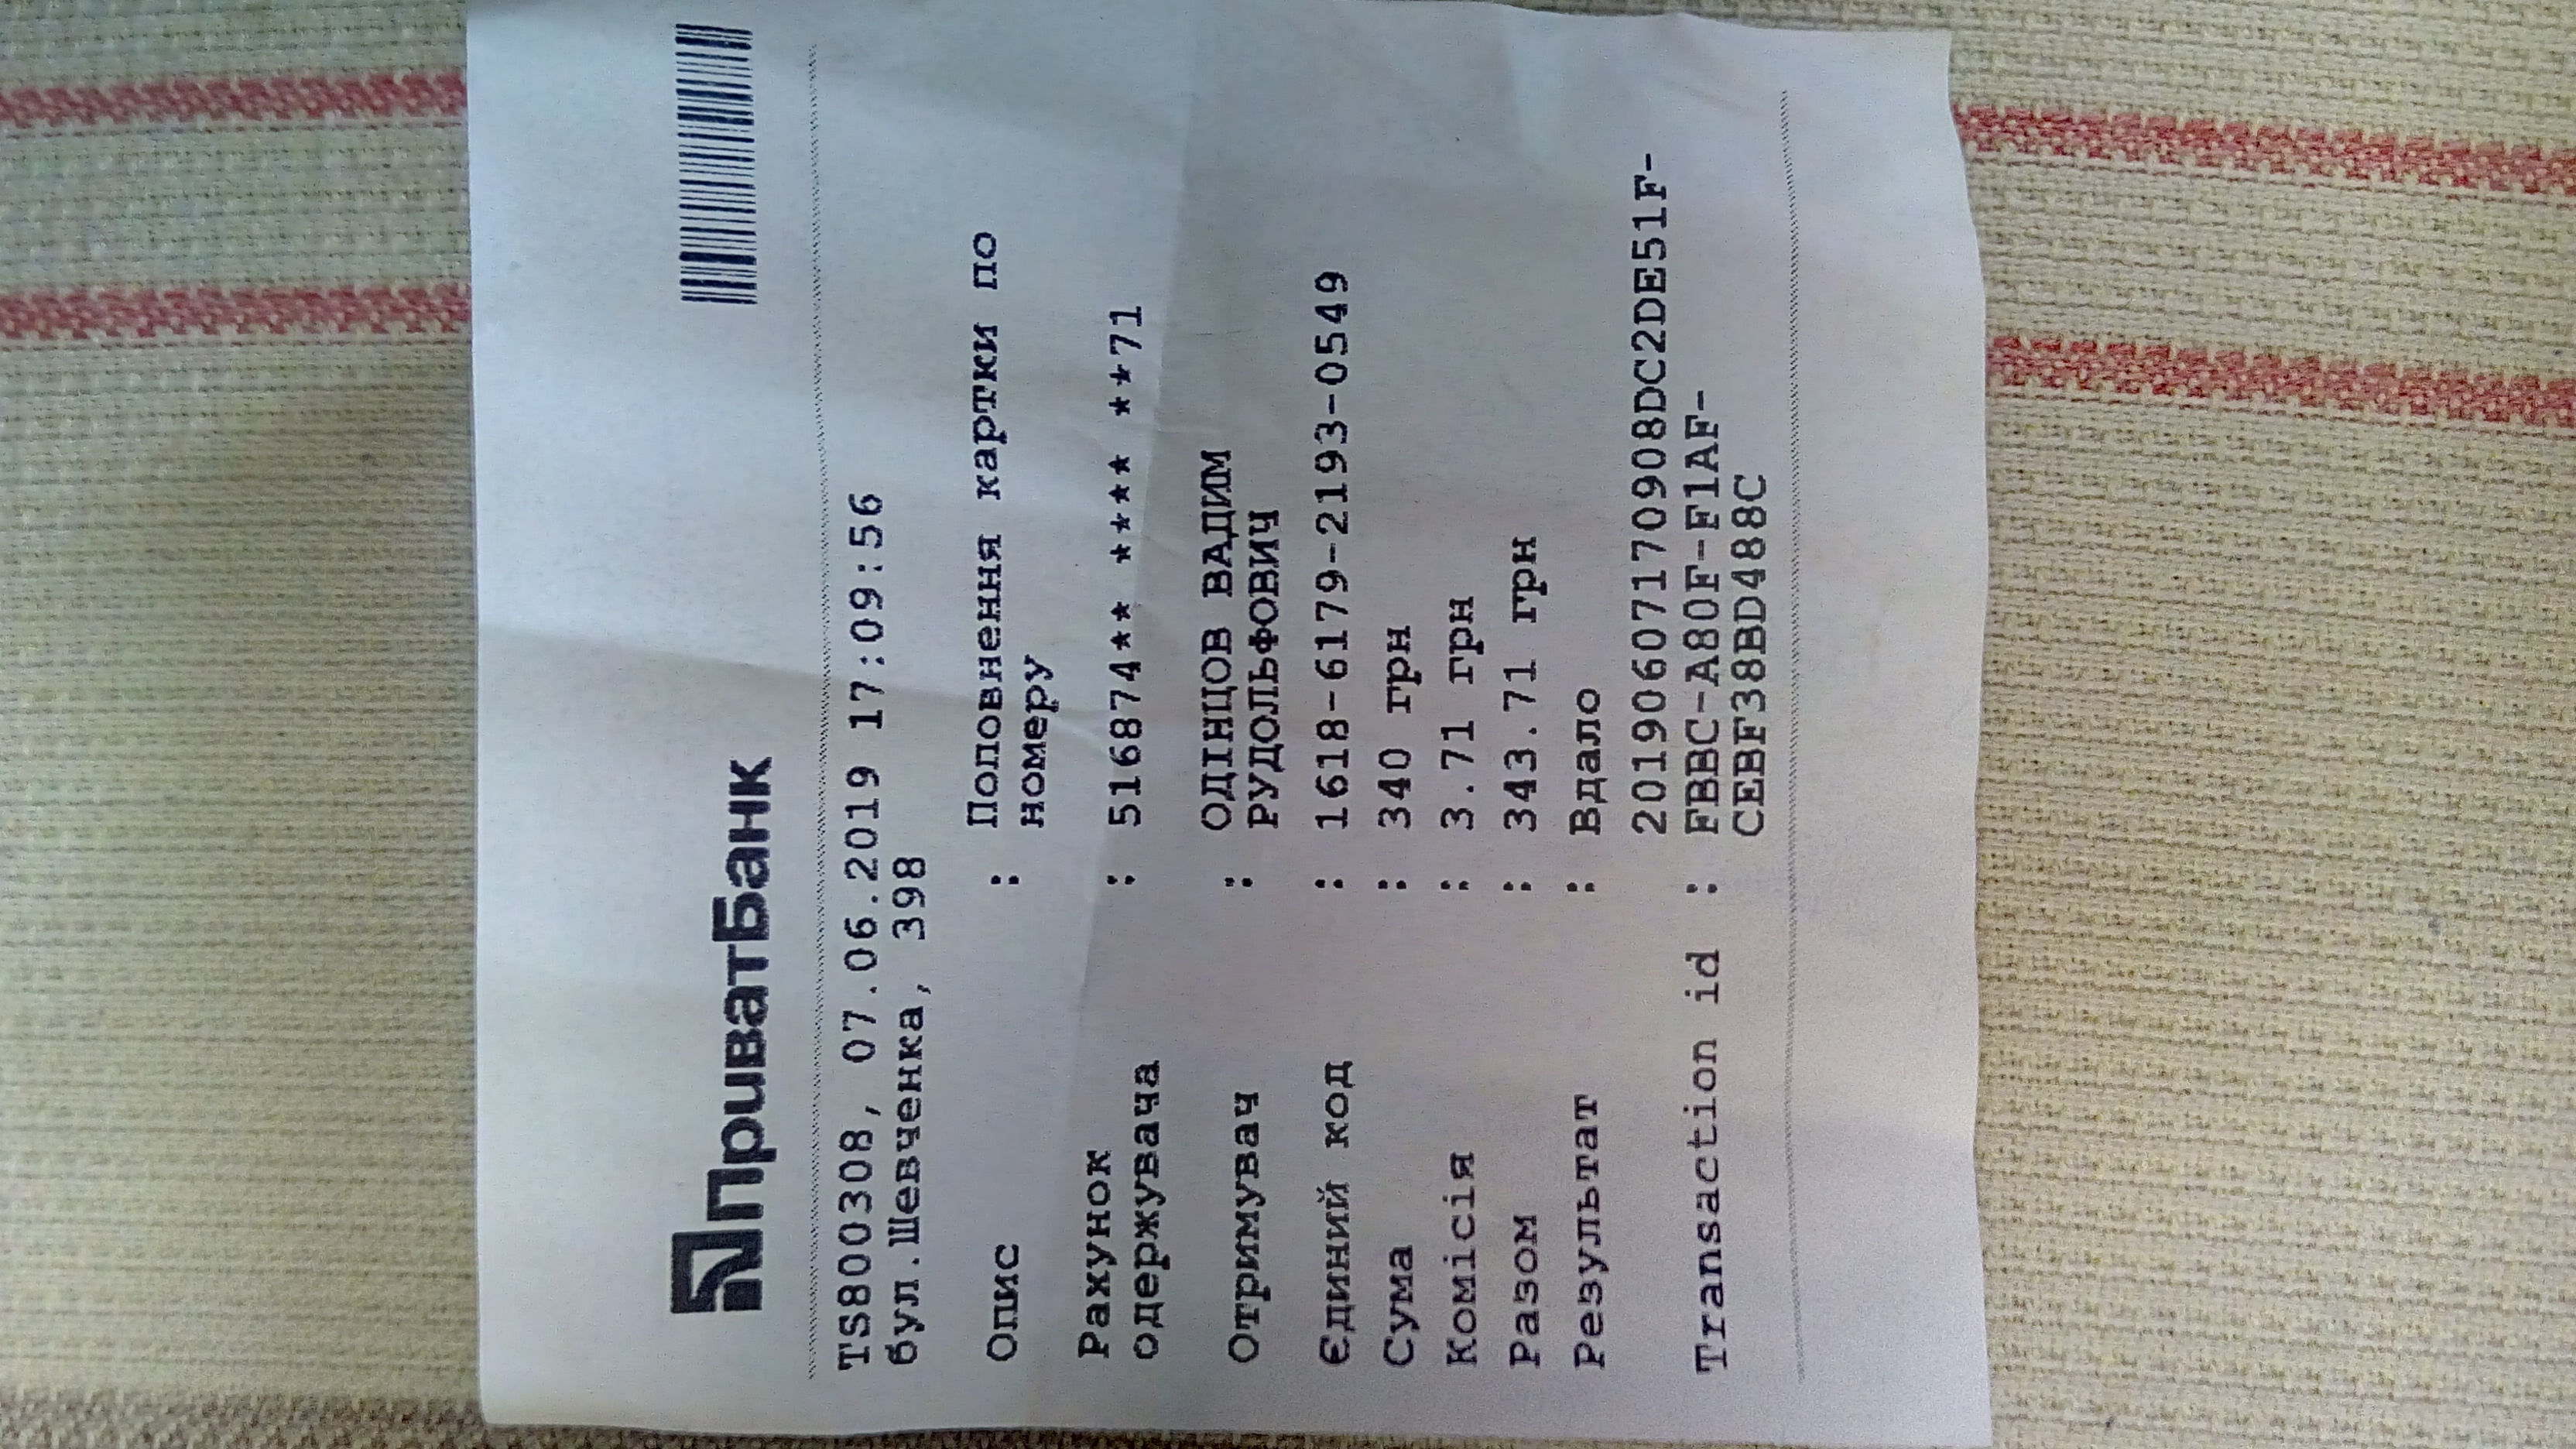 ПриватБанк
TS800308, 07.06.2019 17:09:56
бул.Шевченка, 398
Опис : Поповнення картки по
номеру
Рахунок
одержувача : 516874** **** **71
Отримувач : ОДІНЦОВ ВАДИМ
РУДОЛЬФОВИЧ
Єдиний код : 1618-6179-2193-0549
Сума : 340 грн
Комісія : 3.71 грн
Разом : 343.71 грн
Результат : Вдало
20190607170908DC2DE51F-
Transaction id : FBBC-A80F-F1AF-
CEBF38BD488C